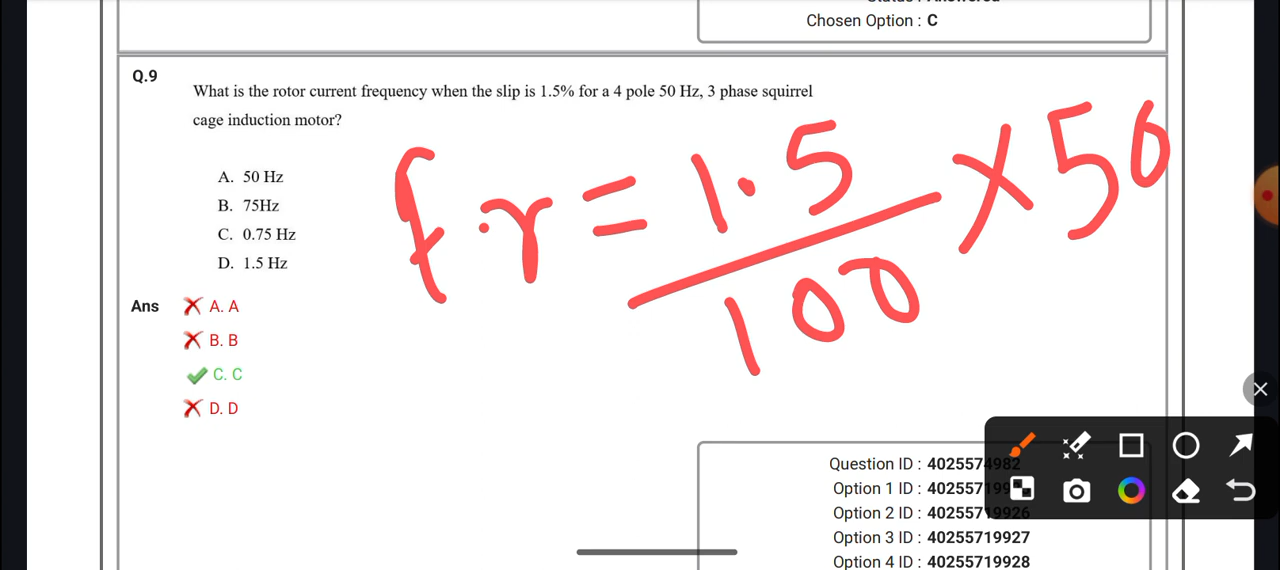 Chosen Option : C
Q.9
What is the rotor current frequency when the slip is 1.5% for a 4 pole 50 Hz, 3 phase squirrel
cage induction motor?
A. 50 Hz
B. 75Hz
C. 0.75 Hz
D. 1.5 Hz
fr = 1.5/100 × 50
Ans
A. A
B. B
C. C
D. D
Question ID : 4025574982
Option 1 ID :
Option 2 ID : 40255719926
Option 3 ID : 40255719927
Option 4 ID : 40255719928